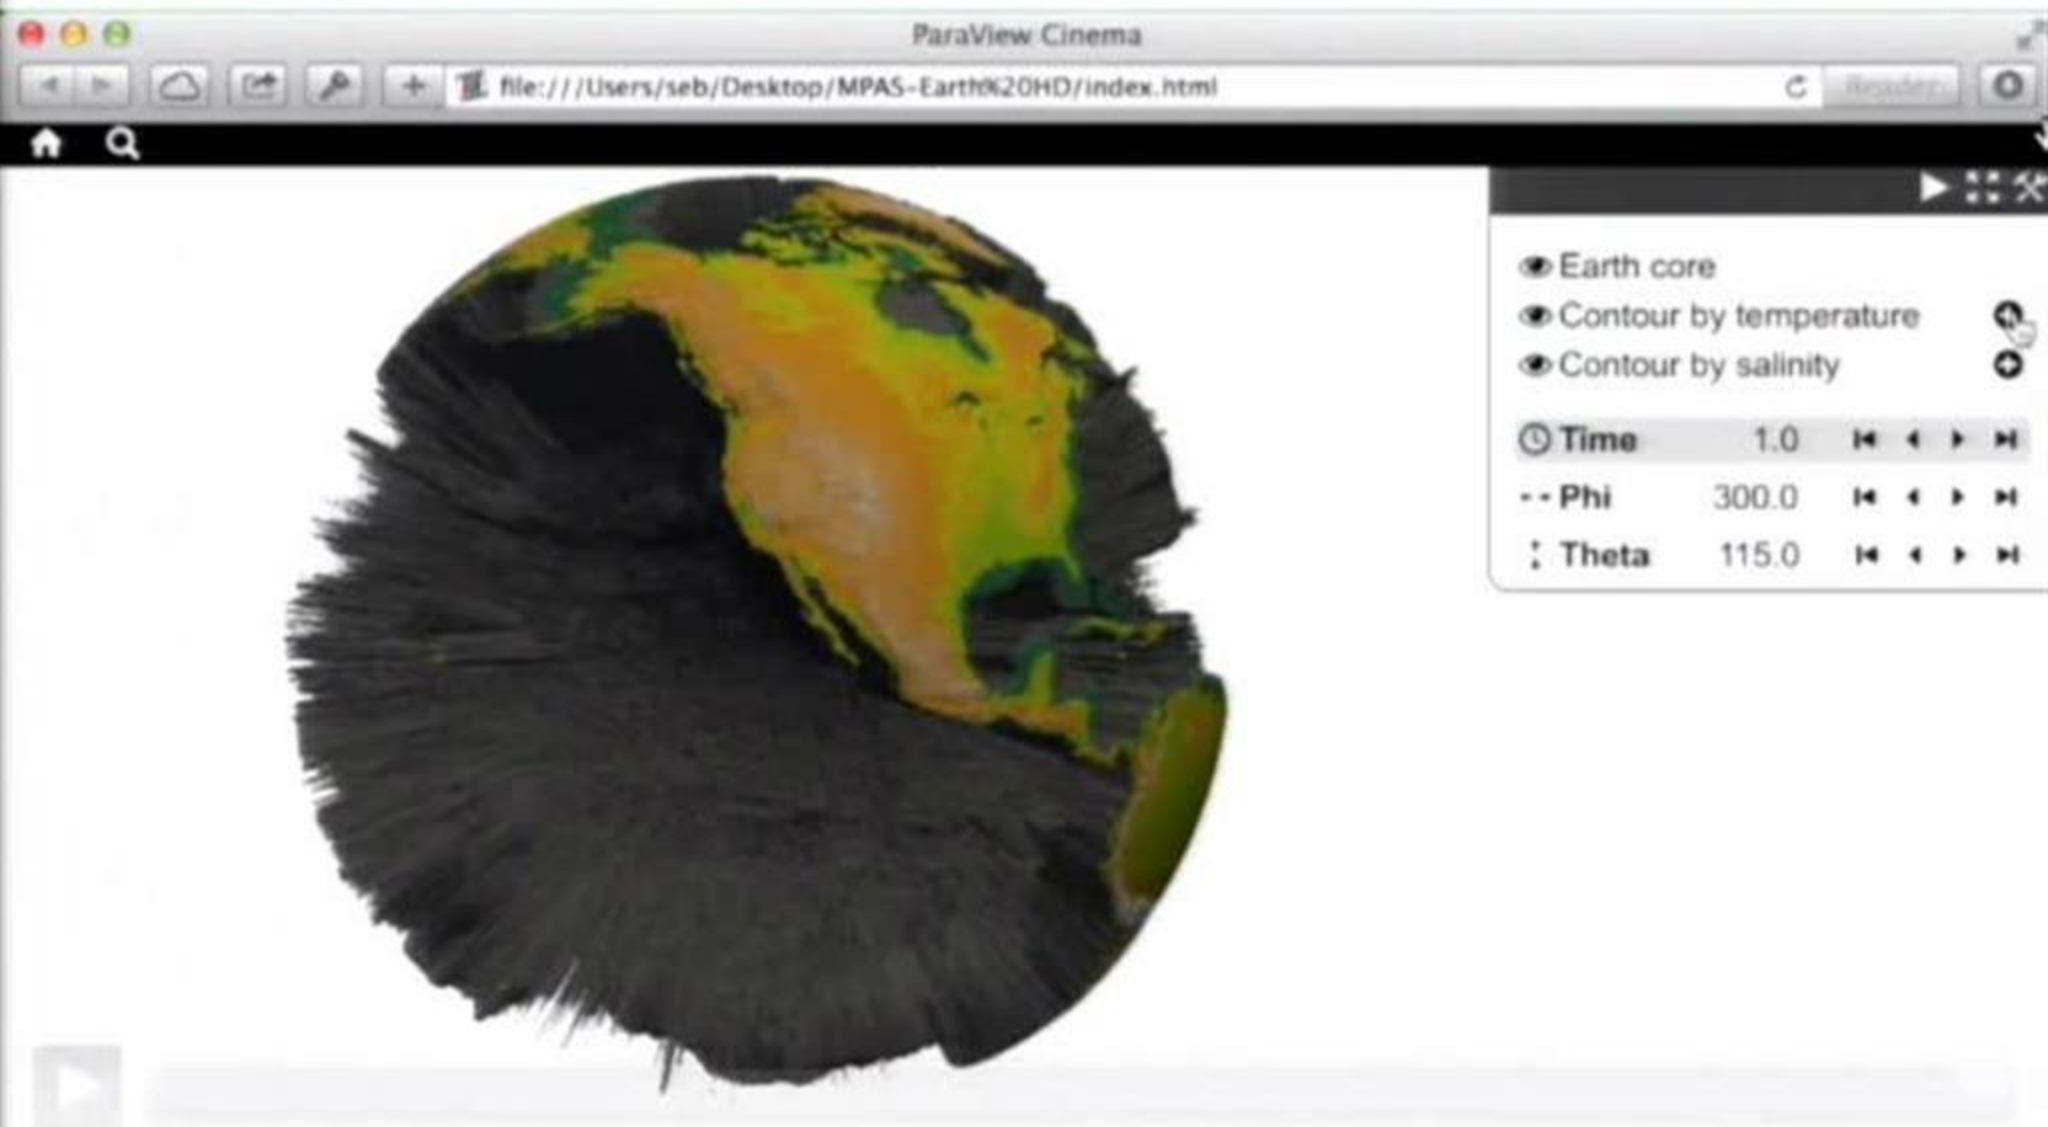 ParaView Cinema
file:///Users/seb/Desktop/MPAS-Earth%20HD/index.html
Reader
Earth core
Contour by temperature
Contour by salinity
Time 1.0
Phi 300.0
Theta 115.0